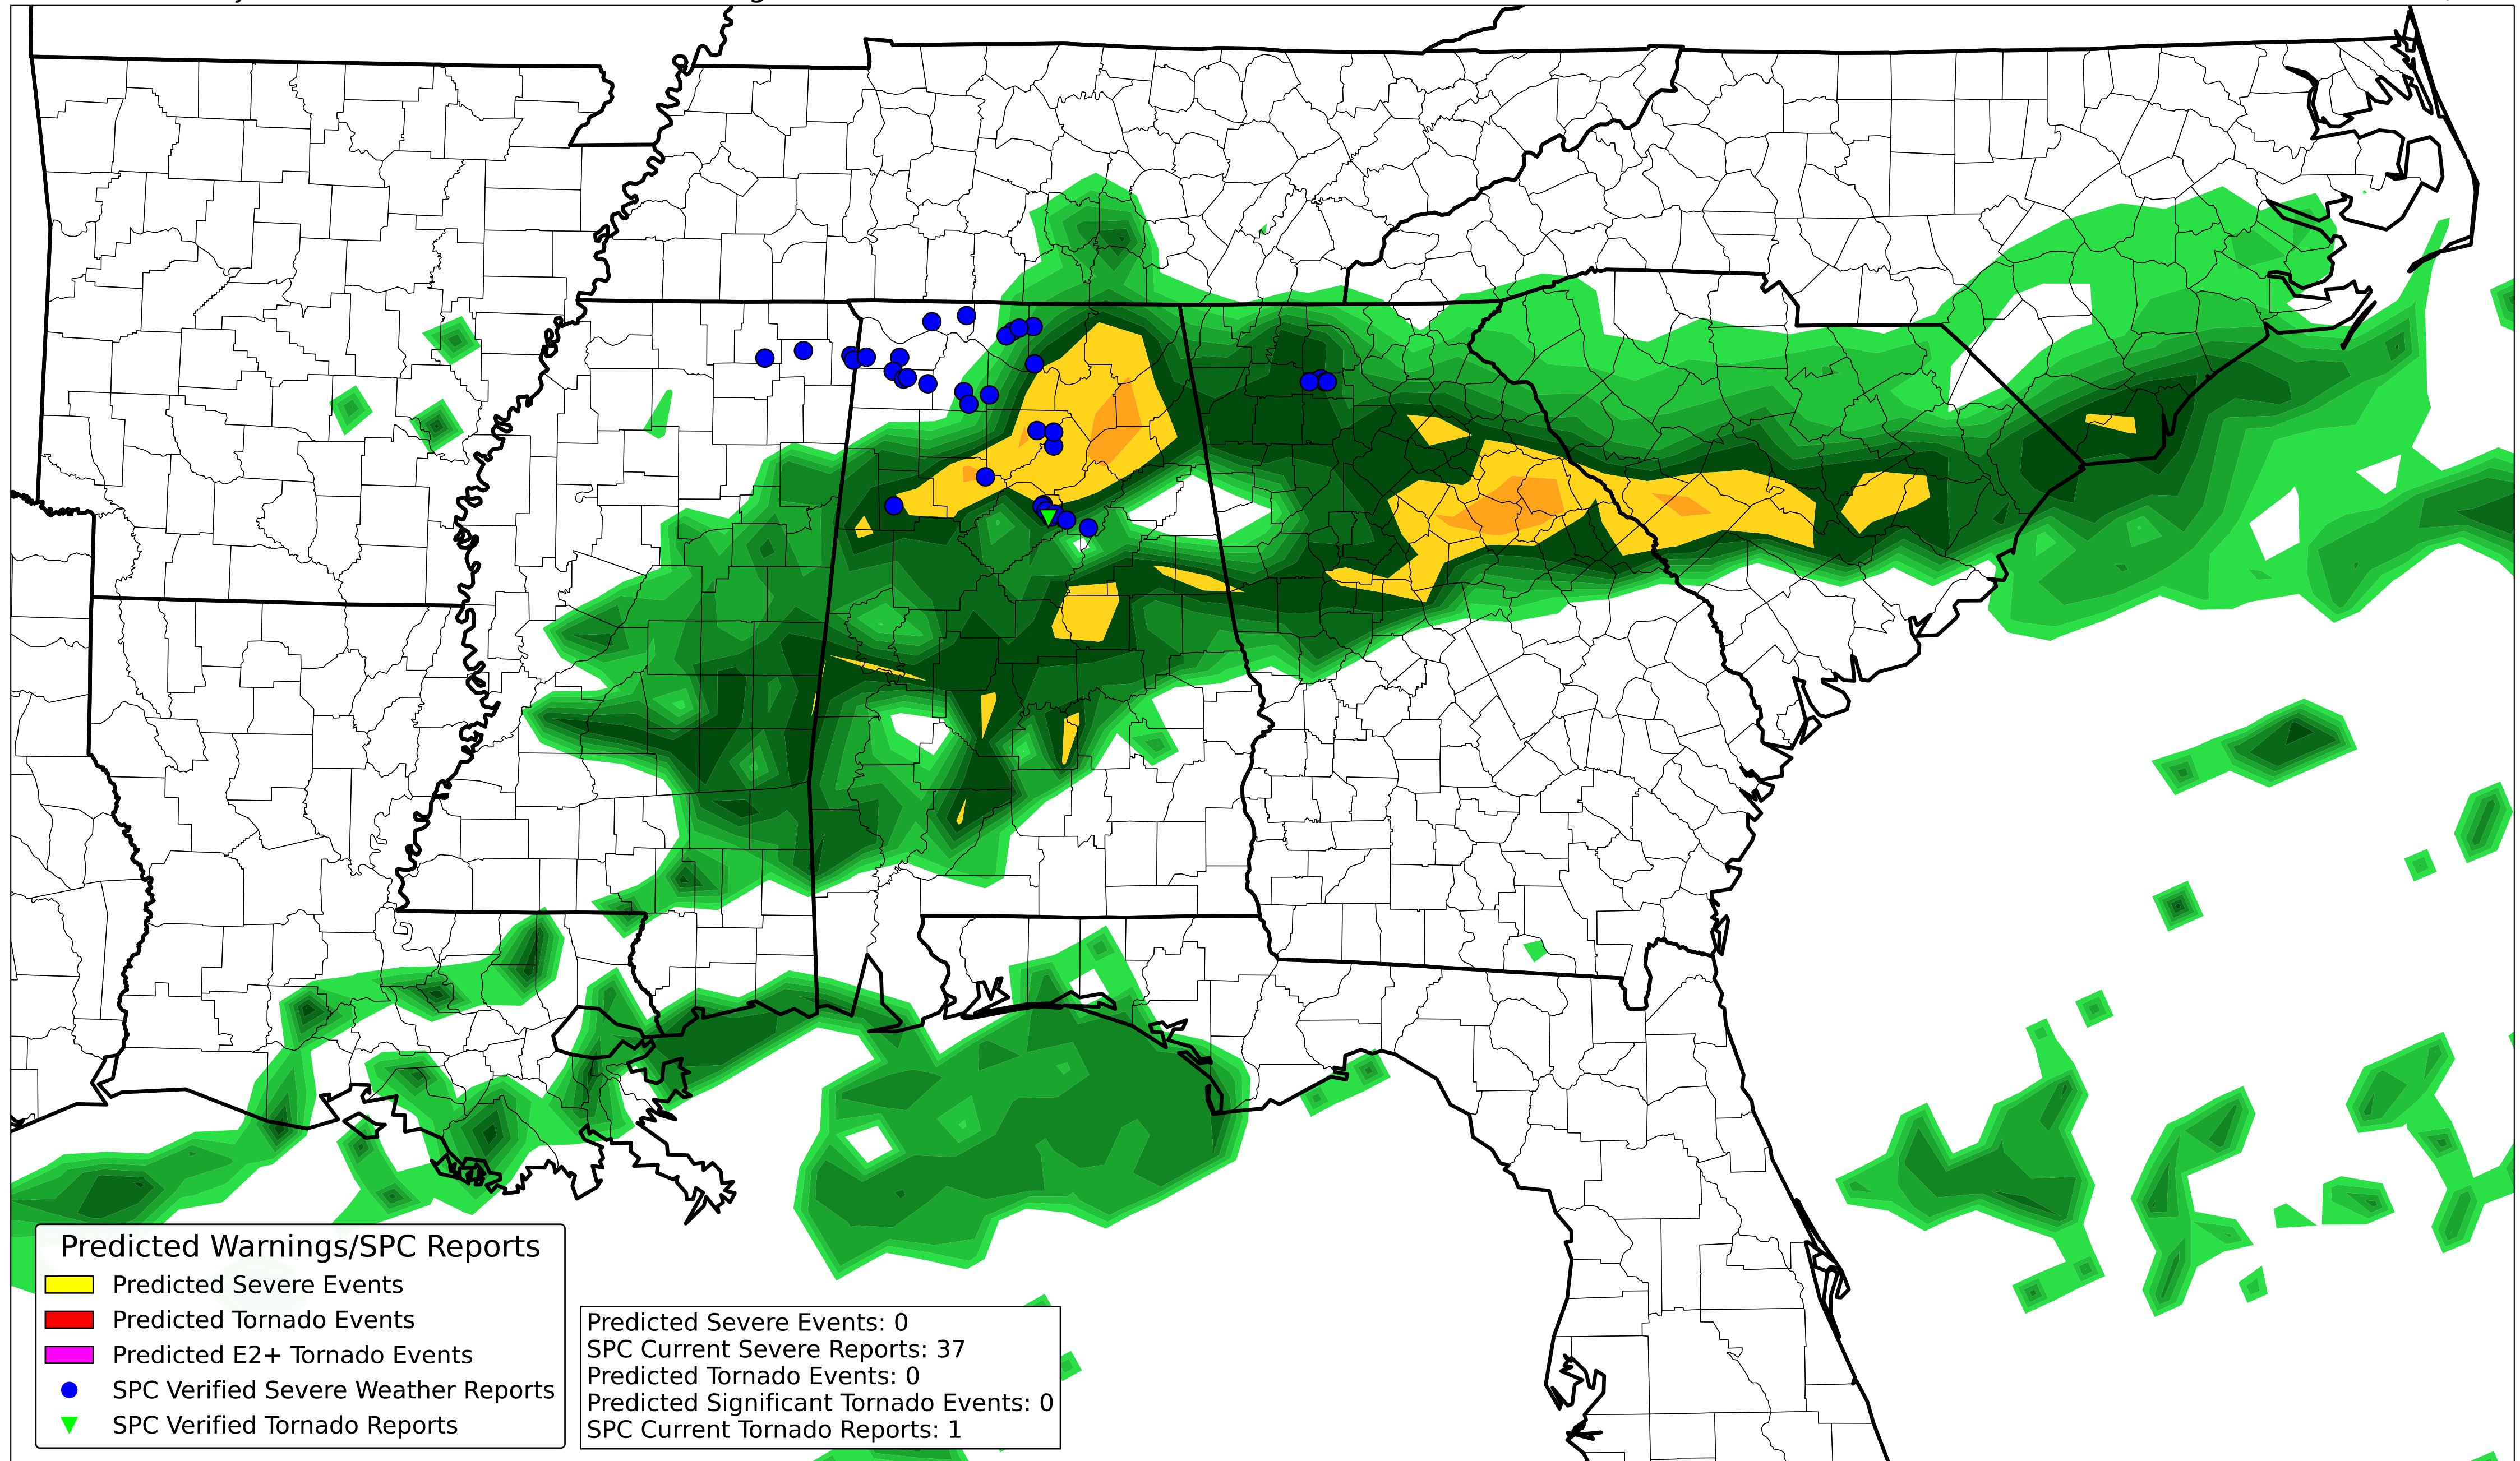 Predicted Warnings/SPC Reports
Predicted Severe Events
Predicted Tornado Events
Predicted E2+ Tornado Events
SPC Verified Severe Weather Reports
SPC Verified Tornado Reports
Predicted Severe Events: 0
SPC Current Severe Reports: 37
Predicted Tornado Events: 0
Predicted Significant Tornado Events: 0
SPC Current Tornado Reports: 1